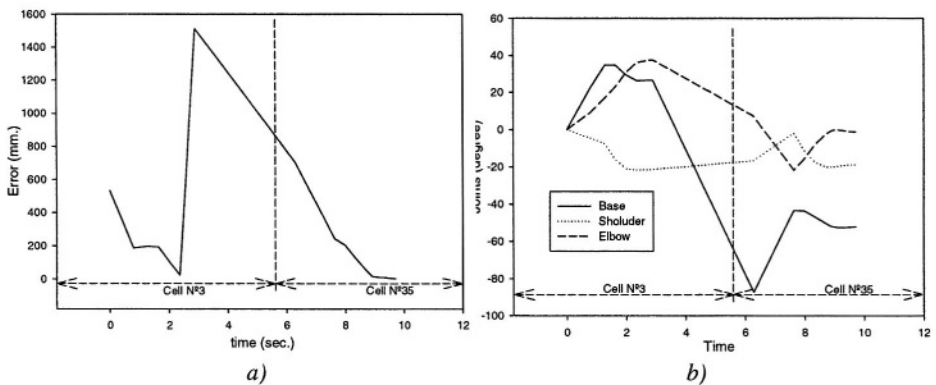 1600
1400
1200
1000
800
600
400
200
0
Error (mm.)
Cell Nº3
Cell Nº35
0 2 4 6 8 10 12
time (sec.)
a)
60
40
20
0
-20
-40
-60
-80
-100
(degree)
Base
Sholuder
Elbow
Cell Nº3
Cell Nº35
0 2 4 6 8 10 12
Time
b)